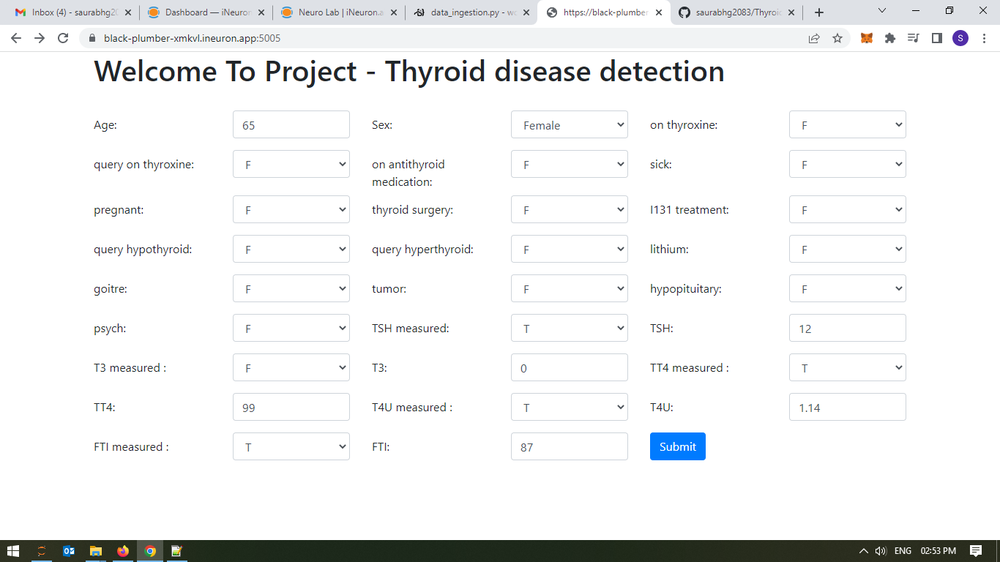 Inbox (4) - saurabhg20
Dashboard — iNeuron
Neuro Lab | iNeuron.a
data_ingestion.py - wo
https://black-plumber
saurabhg2083/Thyroid
black-plumber-xmkvl.ineuron.app:5005
S
Welcome To Project - Thyroid disease detection
Age: 65 Sex: Female on thyroxine: F
query on thyroxine: F on antithyroid medication: F sick: F
pregnant: F thyroid surgery: F I131 treatment: F
query hypothyroid: F query hyperthyroid: F lithium: F
goitre: F tumor: F hypopituitary: F
psych: F TSH measured: T TSH: 12
T3 measured : F T3: 0 TT4 measured : T
TT4: 99 T4U measured : T T4U: 1.14
FTI measured : T FTI: 87 Submit
ENG 02:53 PM